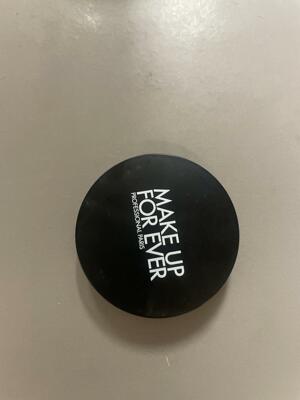 MAKE UP
FOR EVER
PROFESSIONAL PARIS